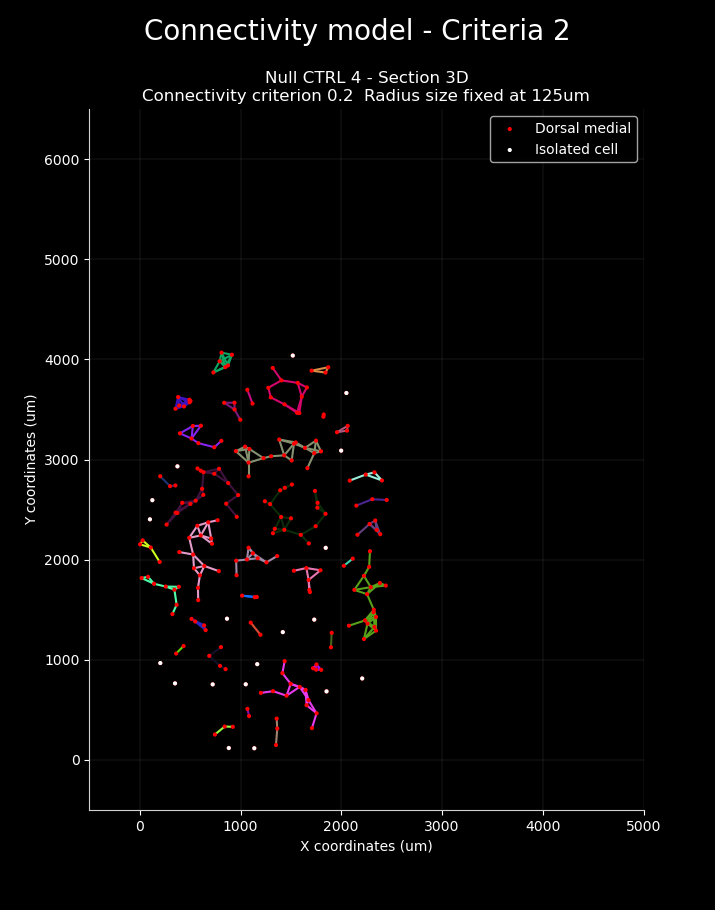 Connectivity model - Criteria 2
Null CTRL 4 - Section 3D
Connectivity criterion 0.2  Radius size fixed at 125um
Dorsal medial
Isolated cell
6000
5000
4000
3000
2000
1000
0
Y coordinates (um)
0 1000 2000 3000 4000 5000
X coordinates (um)